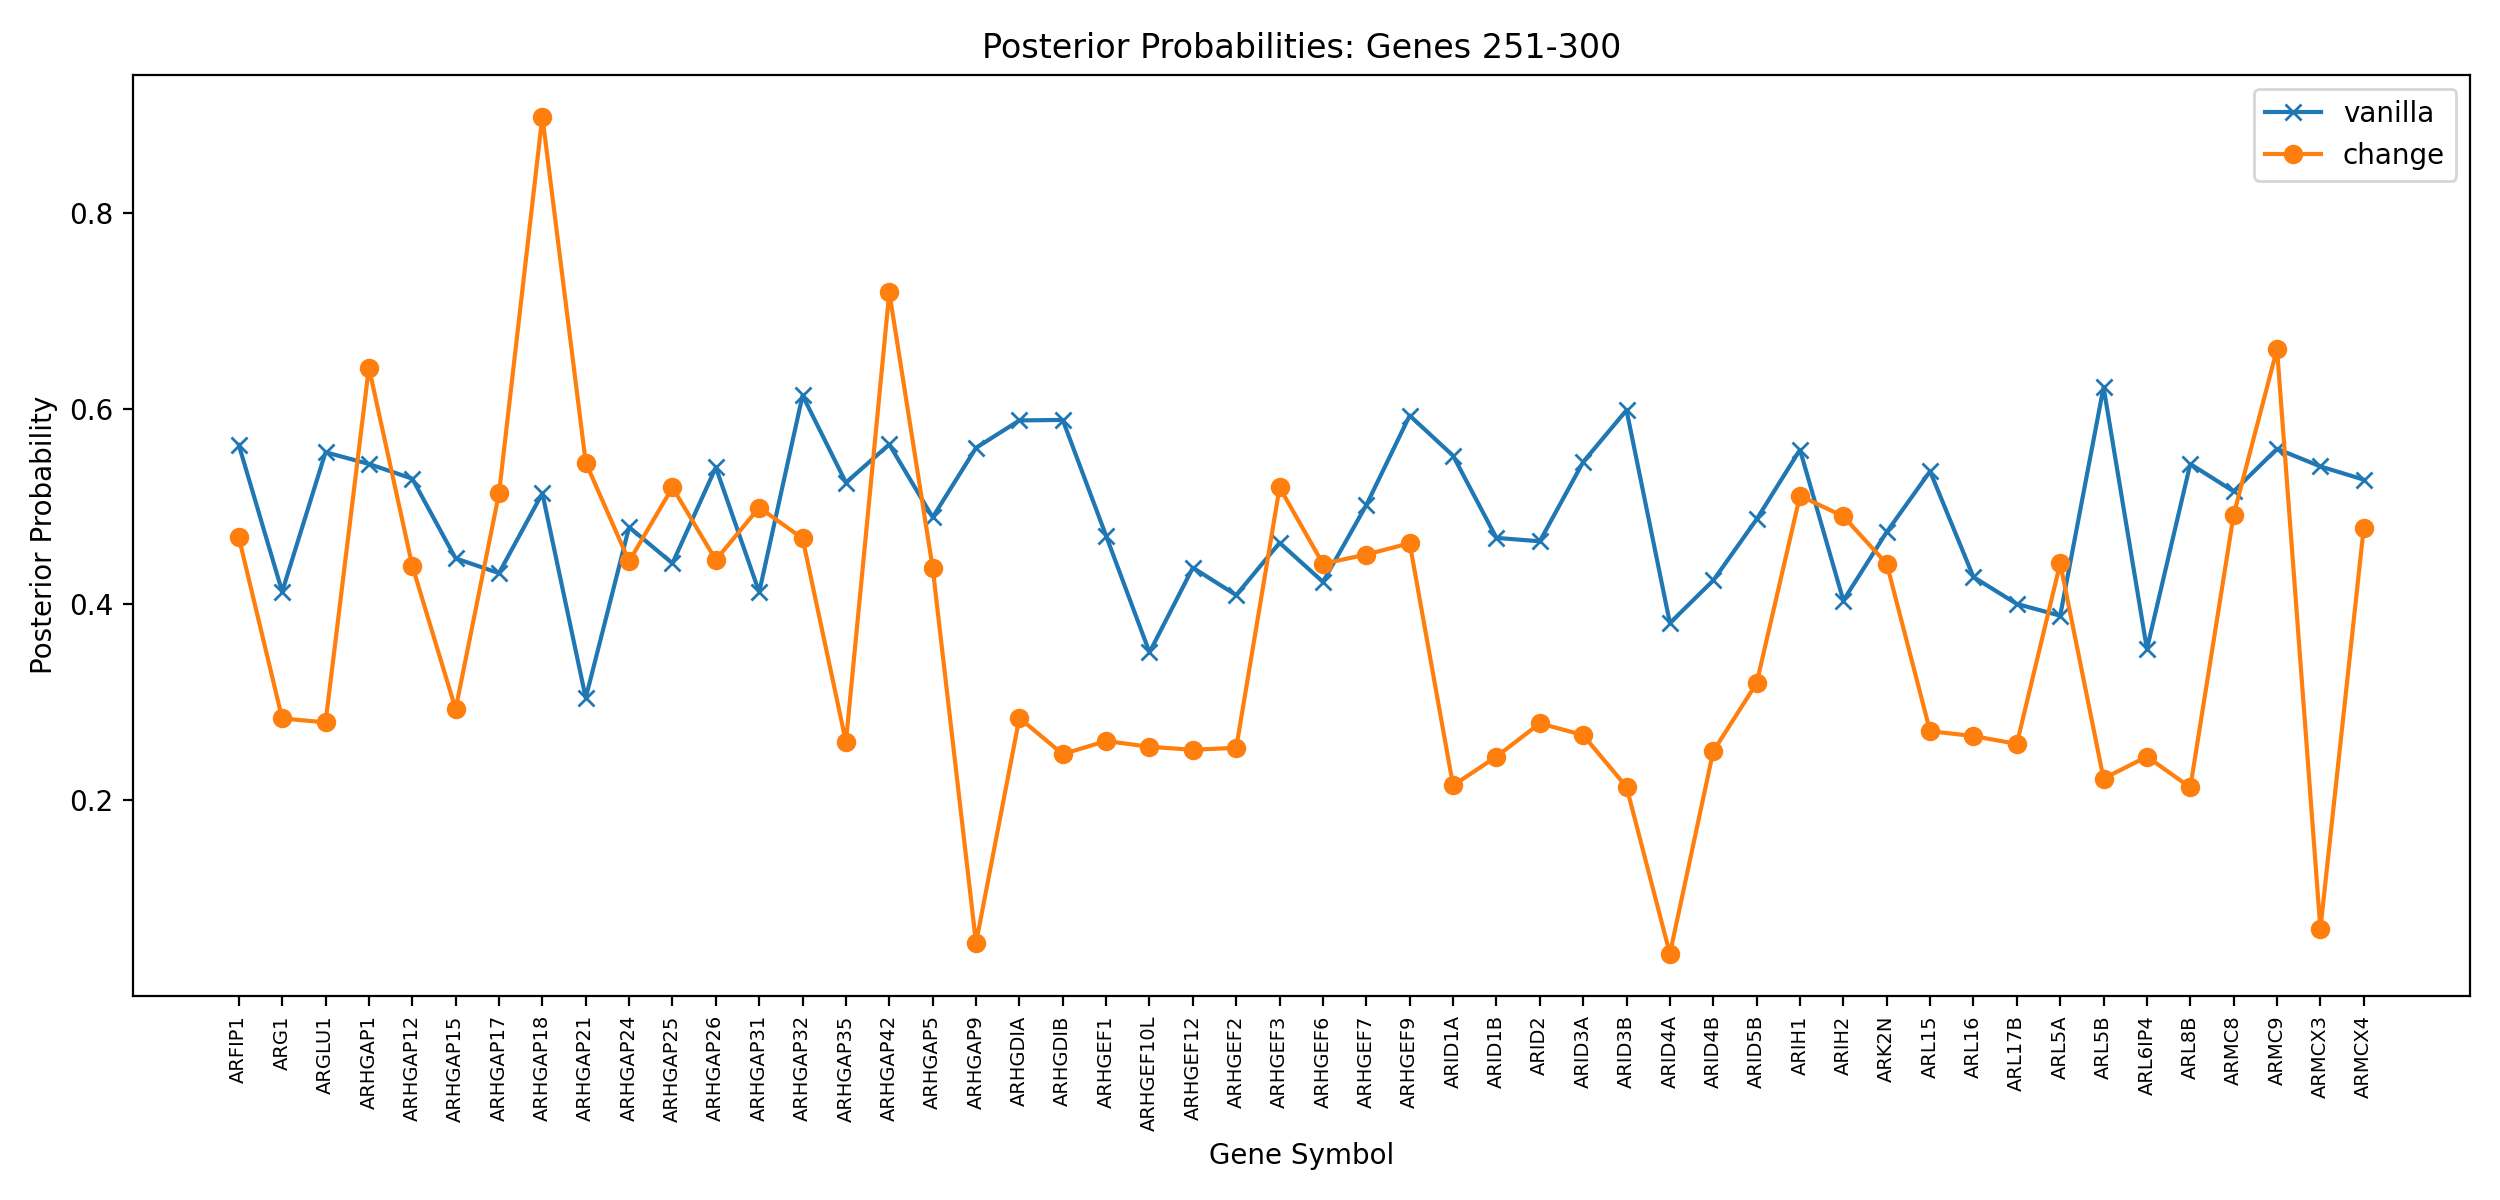 Posterior Probabilities: Genes 251-300
vanilla
change
Posterior Probability
0.8
0.6
0.4
0.2
ARFIP1
ARG1
ARGLU1
ARHGAP1
ARHGAP12
ARHGAP15
ARHGAP17
ARHGAP18
ARHGAP21
ARHGAP24
ARHGAP25
ARHGAP26
ARHGAP31
ARHGAP32
ARHGAP35
ARHGAP42
ARHGAP5
ARHGAP9
ARHGDIA
ARHGDIB
ARHGEF1
ARHGEF10L
ARHGEF12
ARHGEF2
ARHGEF3
ARHGEF6
ARHGEF7
ARHGEF9
ARID1A
ARID1B
ARID2
ARID3A
ARID3B
ARID4A
ARID4B
ARID5B
ARIH1
ARIH2
ARK2N
ARL15
ARL16
ARL17B
ARL5A
ARL5B
ARL6IP4
ARL8B
ARMC8
ARMC9
ARMCX3
ARMCX4
Gene Symbol